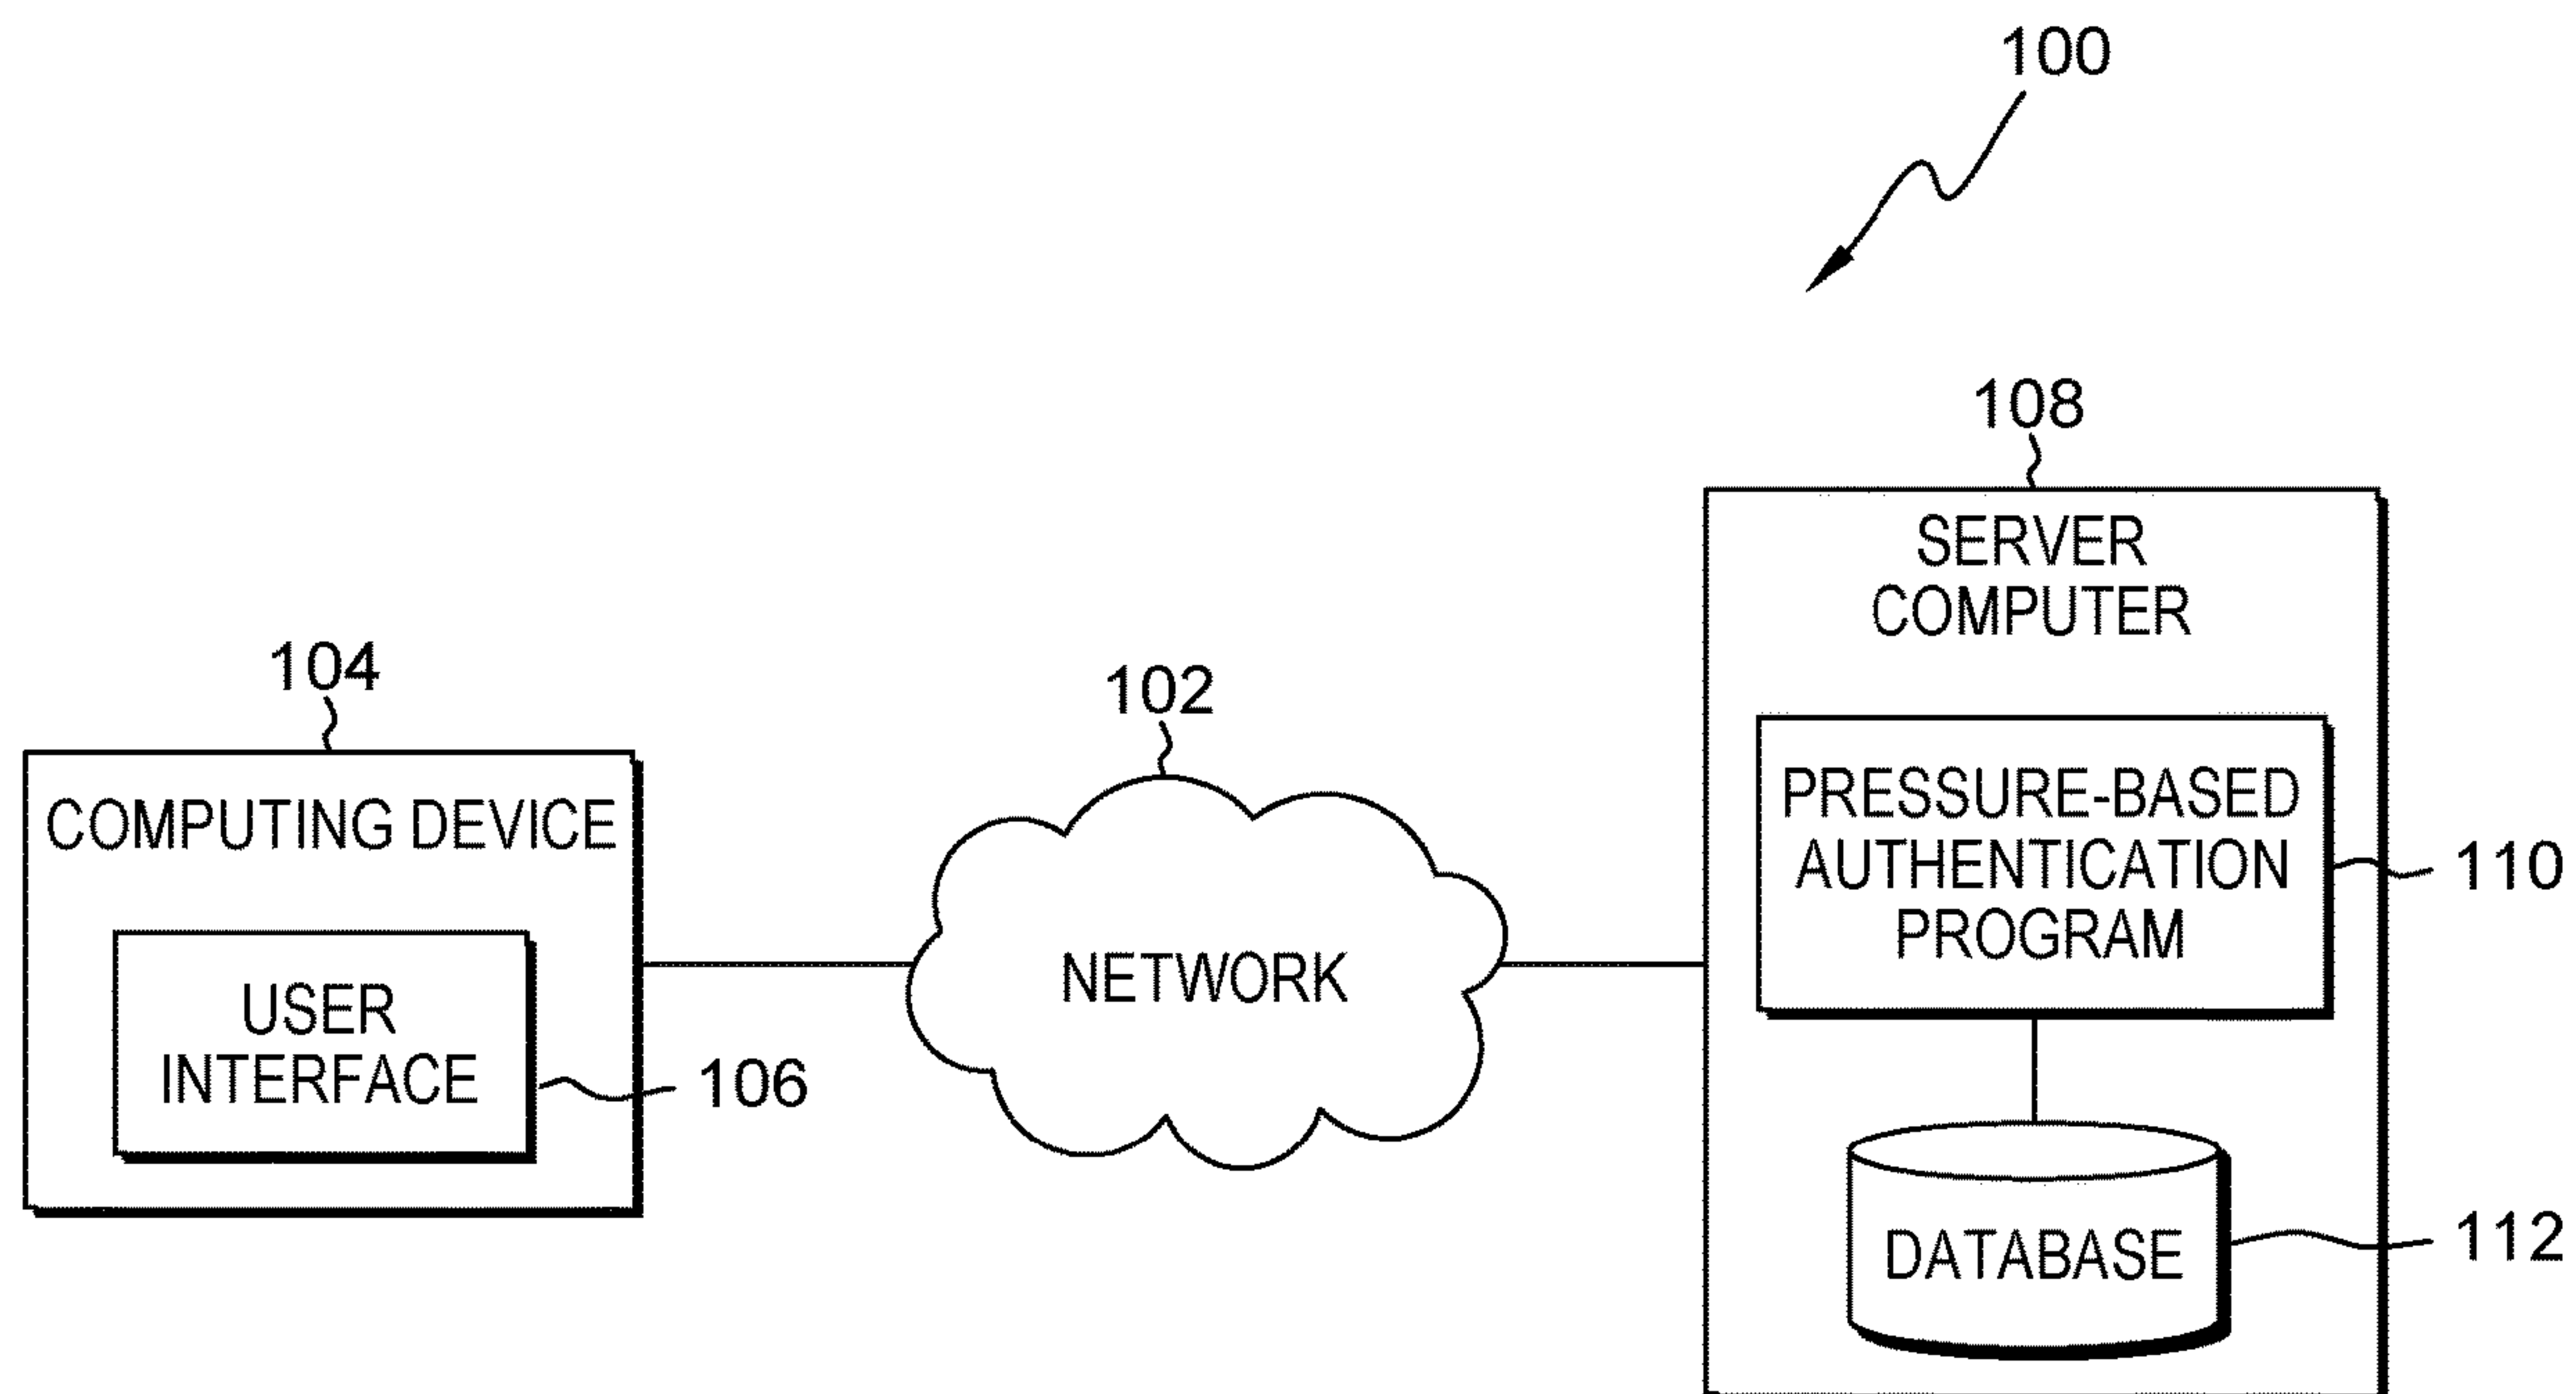 100
108
SERVER
COMPUTER
104
102
COMPUTING DEVICE
PRESSURE-BASED
AUTHENTICATION
PROGRAM
110
NETWORK
USER
INTERFACE
106
DATABASE
112